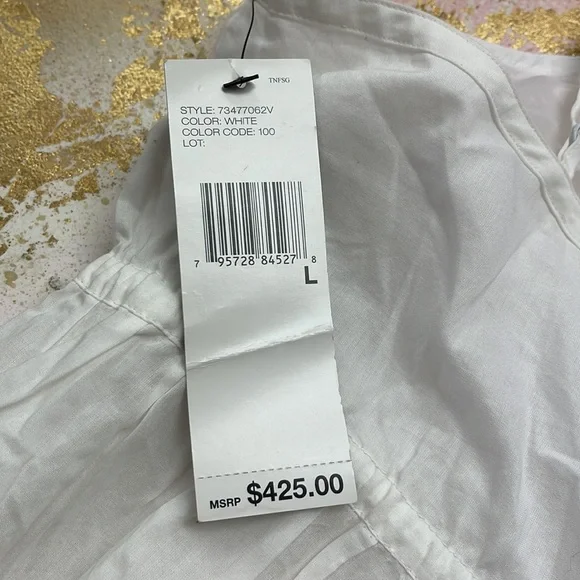 TNFSG
STYLE: 73477062V
COLOR: WHITE
COLOR CODE: 100
LOT:
7 95728 84527 8
L
MSRP $425.00